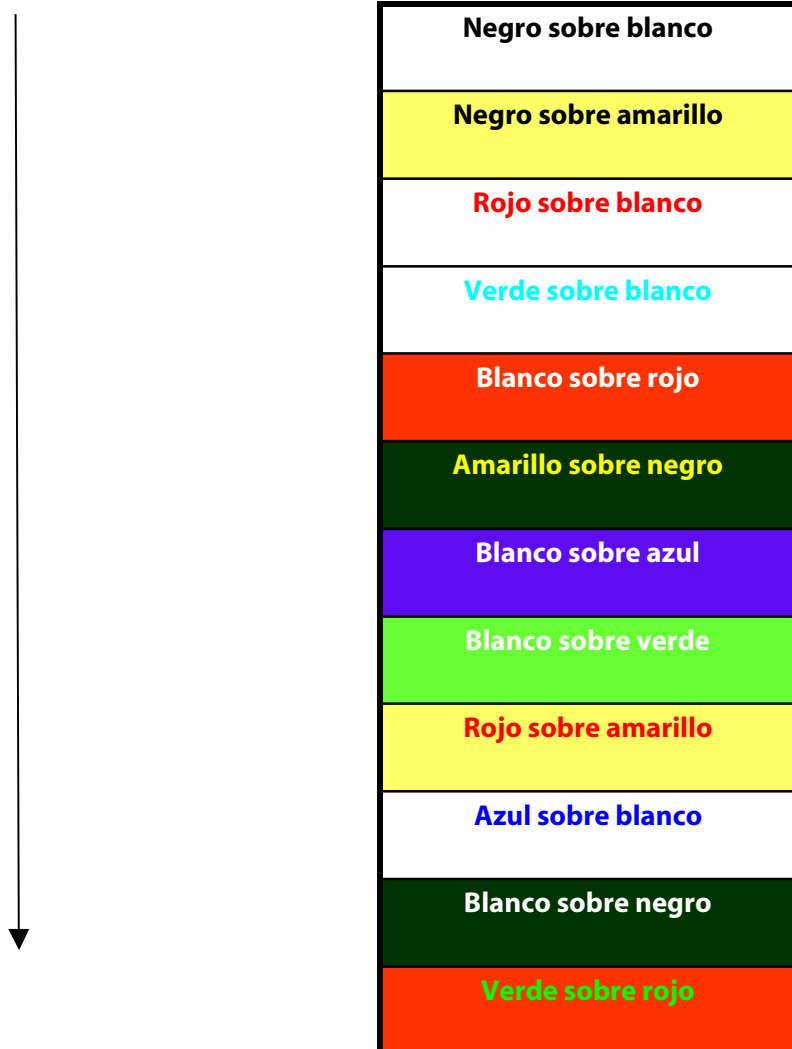 Negro sobre blanco
Negro sobre amarillo
Rojo sobre blanco
Verde sobre blanco
Blanco sobre rojo
Amarillo sobre negro
Blanco sobre azul
Blanco sobre verde
Rojo sobre amarillo
Azul sobre blanco
Blanco sobre negro
Verde sobre rojo